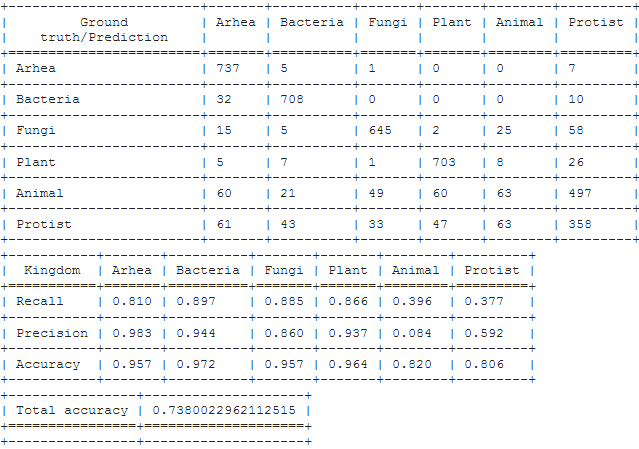 Ground Arhea Bacteria Fungi Plant Animal Protist
truth/Prediction
Arhea 737 5 1 0 0 7
Bacteria 32 708 0 0 0 10
Fungi 15 5 645 2 25 58
Plant 5 7 1 703 8 26
Animal 60 21 49 60 63 497
Protist 61 43 33 47 63 358
Kingdom Arhea Bacteria Fungi Plant Animal Protist
Recall 0.810 0.897 0.885 0.866 0.396 0.377
Precision 0.983 0.944 0.860 0.937 0.084 0.592
Accuracy 0.957 0.972 0.957 0.964 0.820 0.806
Total accuracy 0.7380022962112515